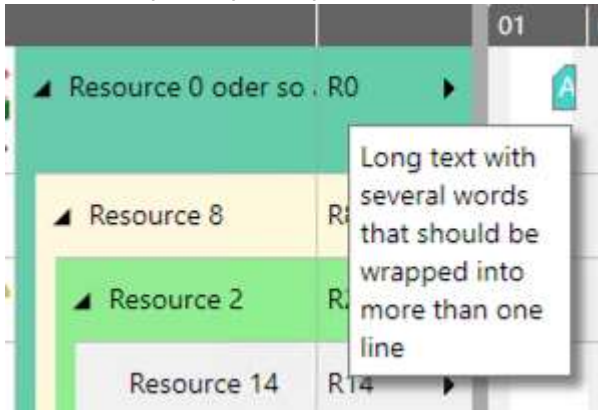 01
Resource 0 oder so R0
A
Long text with
several words
that should be
wrapped into
more than one
line
Resource 8
Resource 2
Resource 14 R14